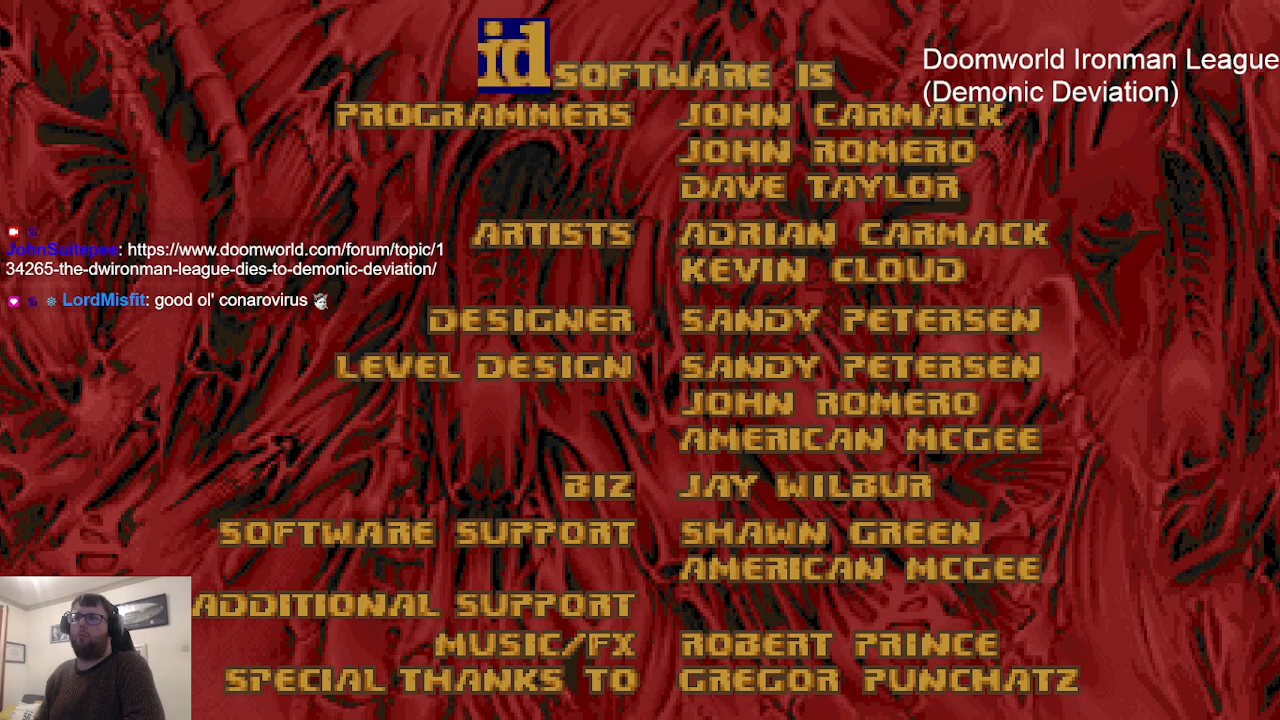 id SOFTWARE IS
Doomworld Ironman League
(Demonic Deviation)
PROGRAMMERS JOHN CARMACK
JOHN ROMERO
DAVE TAYLOR
ARTISTS ADRIAN CARMACK
KEVIN CLOUD
JohnSuitepee: https://www.doomworld.com/forum/topic/1
34265-the-dwironman-league-dies-to-demonic-deviation/
LordMisfit: good ol' conarovirus
DESIGNER SANDY PETERSEN
LEVEL DESIGN SANDY PETERSEN
JOHN ROMERO
AMERICAN MCGEE
BIZ JAY WILBUR
SOFTWARE SUPPORT SHAWN GREEN
AMERICAN MCGEE
ADDITIONAL SUPPORT
MUSIC/FX ROBERT PRINCE
SPECIAL THANKS TO GREGOR PUNCHATZ